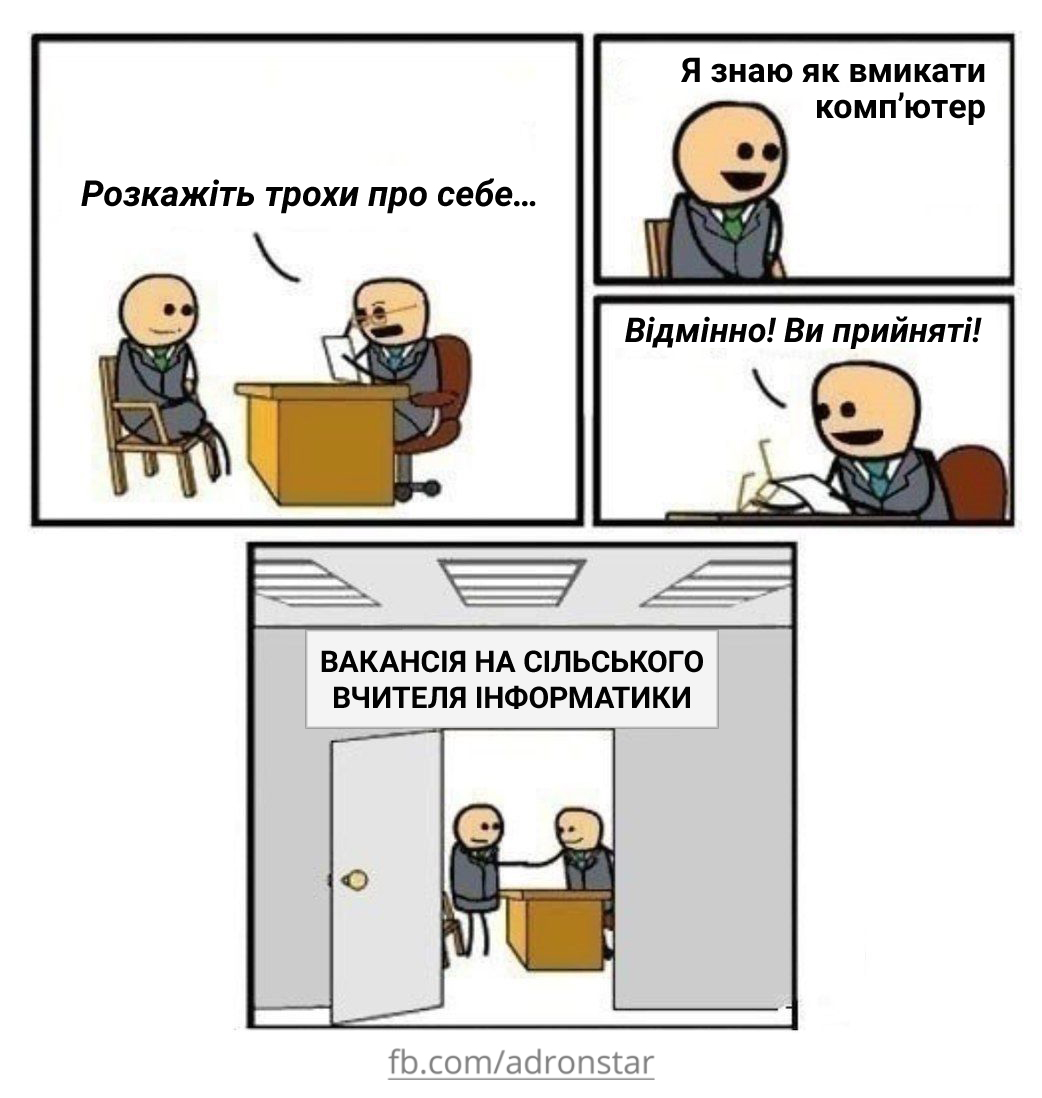 Розкажіть трохи про себе...
Я знаю як вмикати
комп’ютер
Відмінно! Ви прийняті!
ВАКАНСІЯ НА СІЛЬСЬКОГО
ВЧИТЕЛЯ ІНФОРМАТИКИ
fb.com/adronstar